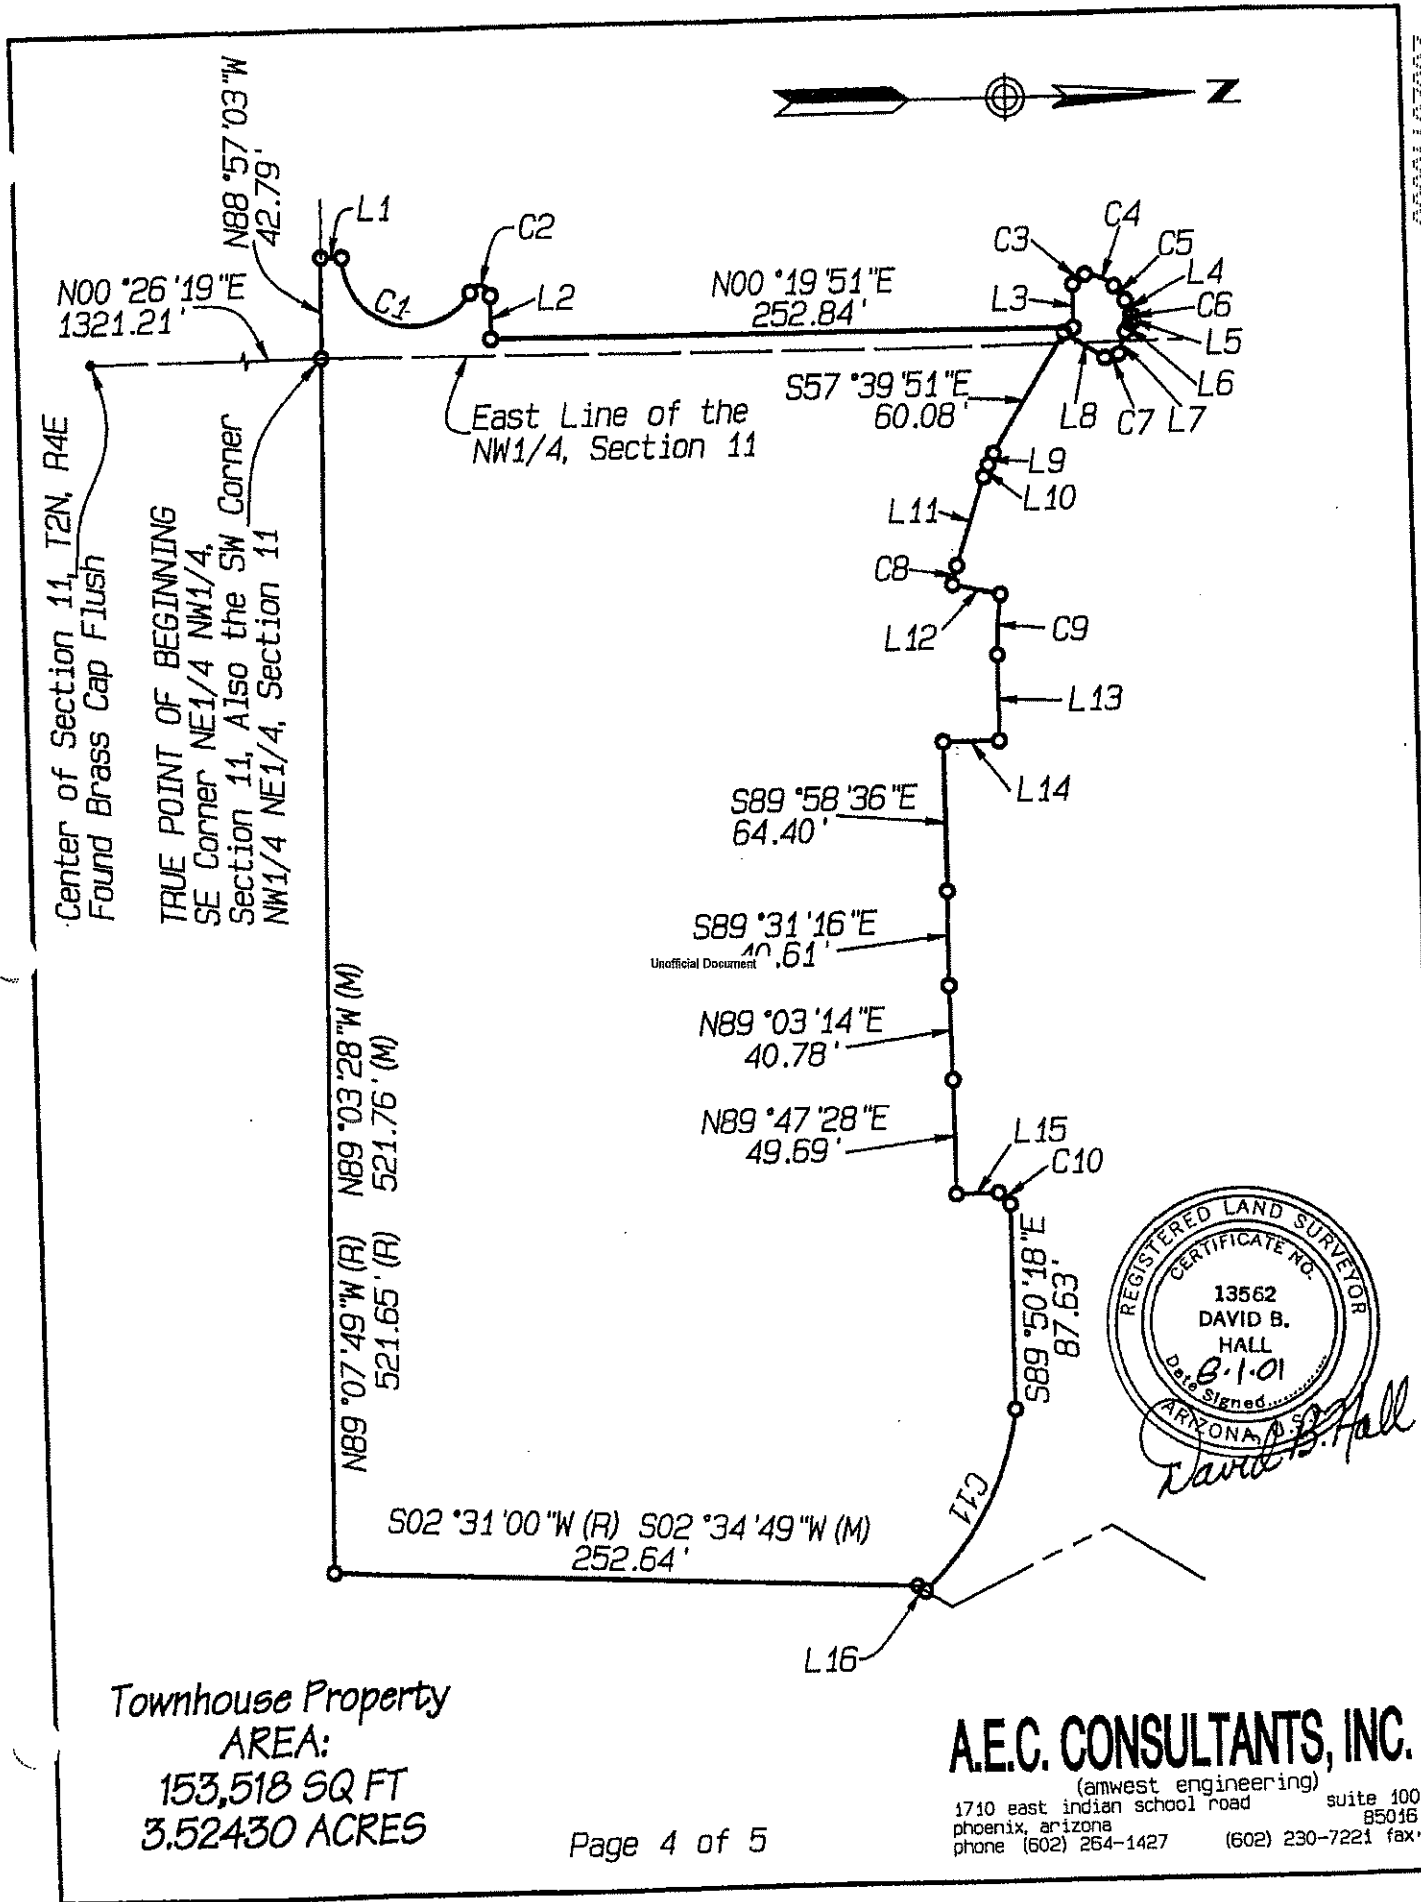 N88°57'03"W
42.79'
L1
C2
C1
L2
N00°26'19"E
1321.21'
Z
N00°19'51"E
252.84'
C3
C4
C5
L4
C6
L3
L5
L6
L7
C7
L8
East Line of the
NW1/4, Section 11
S57°39'51"E
60.08'
L9
L10
L11
C8
L12
C9
L13
L14
Center of Section 11, T2N, R4E
Found Brass Cap Flush
TRUE POINT OF BEGINNING
SE Corner NE1/4 NW1/4,
Section 11, Also the SW Corner
NW1/4 NE1/4, Section 11
S89°58'36"E
64.40'
S89°31'16"E
40.61'
Unofficial Document
N89°03'14"E
40.78'
N89°47'28"E
49.69'
L15
C10
N89°07'49"W (R) N89°03'28"W (M)
521.65' (R) 521.76' (M)
S89°50'18"E
87.63'
C11
S02°31'00"W (R) S02°34'49"W (M)
252.64'
L16
REGISTERED LAND SURVEYOR
CERTIFICATE NO.
13562
DAVID B.
HALL
8-1-01
Date Signed
ARIZONA, U.S.
David B. Hall
Townhouse Property
AREA:
153,518 SQ FT
3.52430 ACRES
Page 4 of 5
A.E.C. CONSULTANTS, INC.
(amwest engineering)
1710 east indian school road suite 100
phoenix, arizona 85016
phone (602) 264-1427 (602) 230-7221 fax